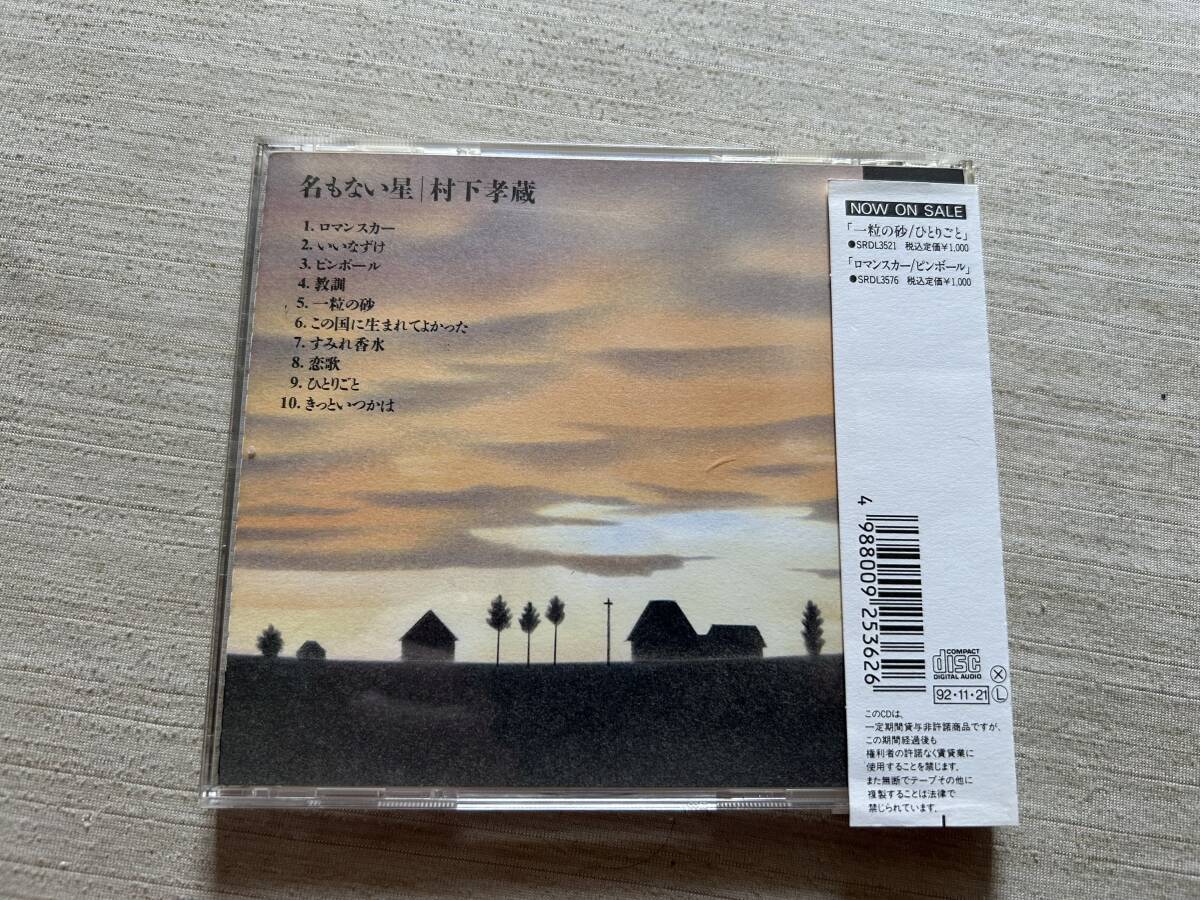 名もない星|村下孝蔵
1. ロマンスカー
2. いいなずけ
3. ピンボール
4. 教訓
5. 一粒の砂
6. この国に生まれてよかった
7. すみれ香水
8. 恋歌
9. ひとりごと
10. きっといつかは
NOW ON SALE
「一粒の砂/ひとりごと」
●SRDL3521 税込定価¥1,000
「ロマンスカー/ピンボール」
●SRDL3576 税込定価¥1,000
4 988009 253626
COMPACT
disc
DIGITAL AUDIO
X
92・11・21 L
このCDは、
一定期間貸与非許諾商品ですが、
この期間経過後も
権利者の許諾なく賃貸業に
使用することを禁じます。
また無断でテープその他に
複製することは法律で
禁じられています。